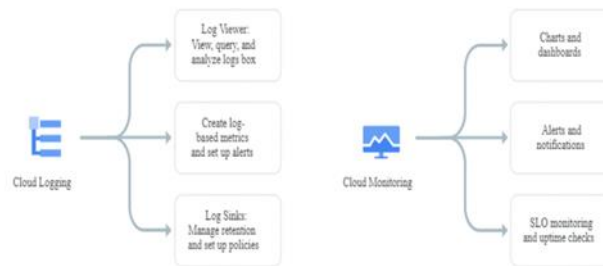 Log Viewer:
View, query, and
analyze logs box
Cloud Logging
Create log-
based metrics
and set up alerts
Log Sinks:
Manage retention
and set up policies
Charts and
dashboards
Cloud Monitoring
Alerts and
notifications
SLO monitoring
and uptime checks